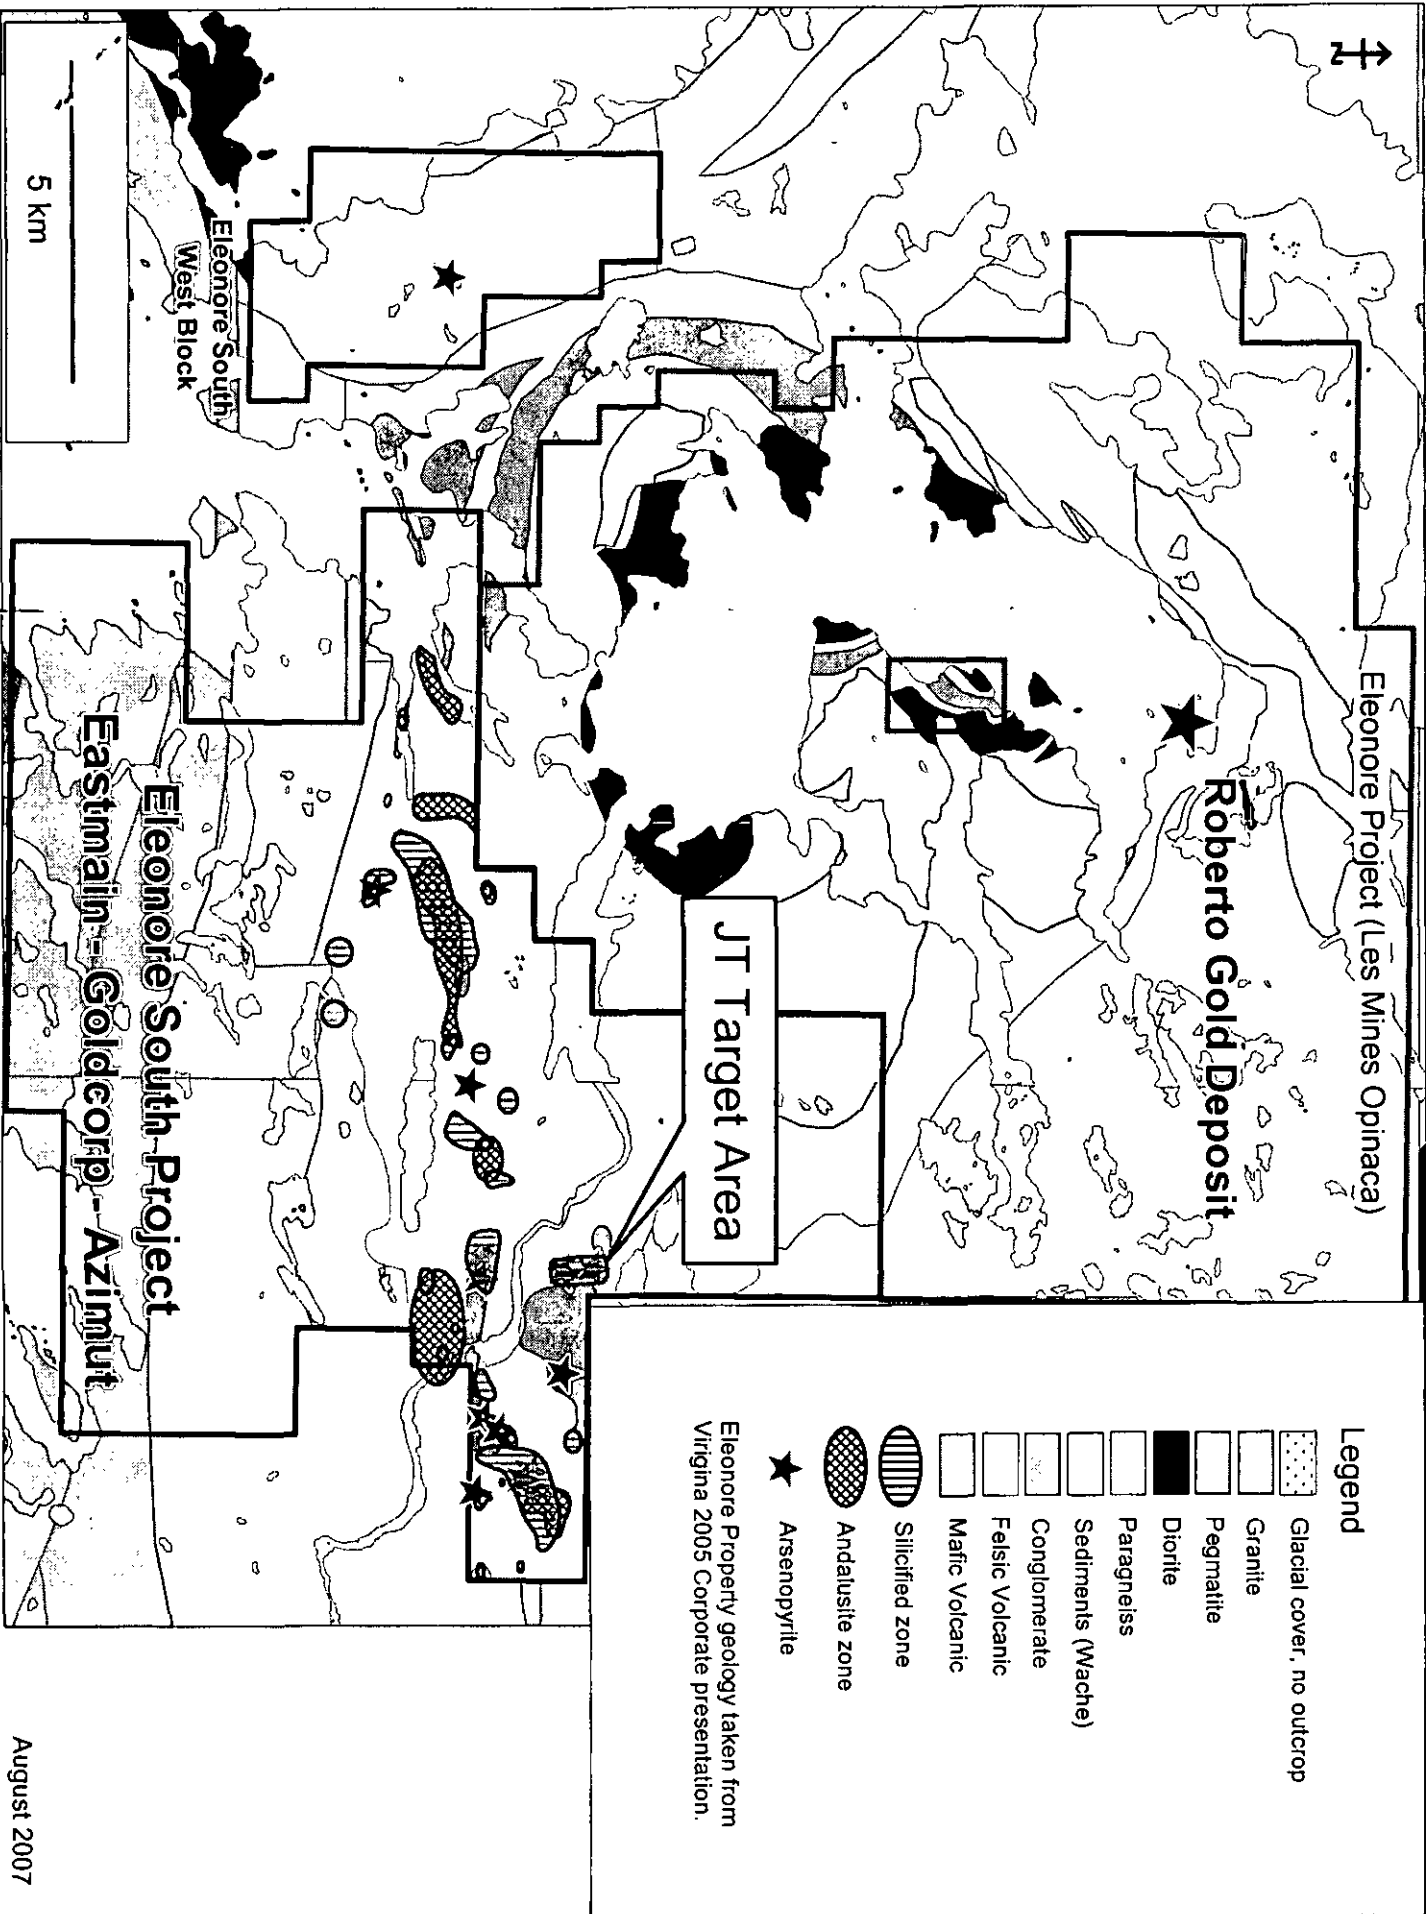 N
Eleonore Project (Les Mines Opinaca)
Roberto Gold Deposit
JT Target Area
Eleonore South
West Block
Eleonore South Project
Eastmain - Goldcorp - Azimut
5 km
Legend
Glacial cover, no outcrop
Granite
Pegmatite
Diorite
Paragneiss
Sediments (Wache)
Conglomerate
Felsic Volcanic
Mafic Volcanic
Silicified zone
Andalusite zone
Arsenopyrite
Eleonore Property geology taken from
Virigina 2005 Corporate presentation.
August 2007